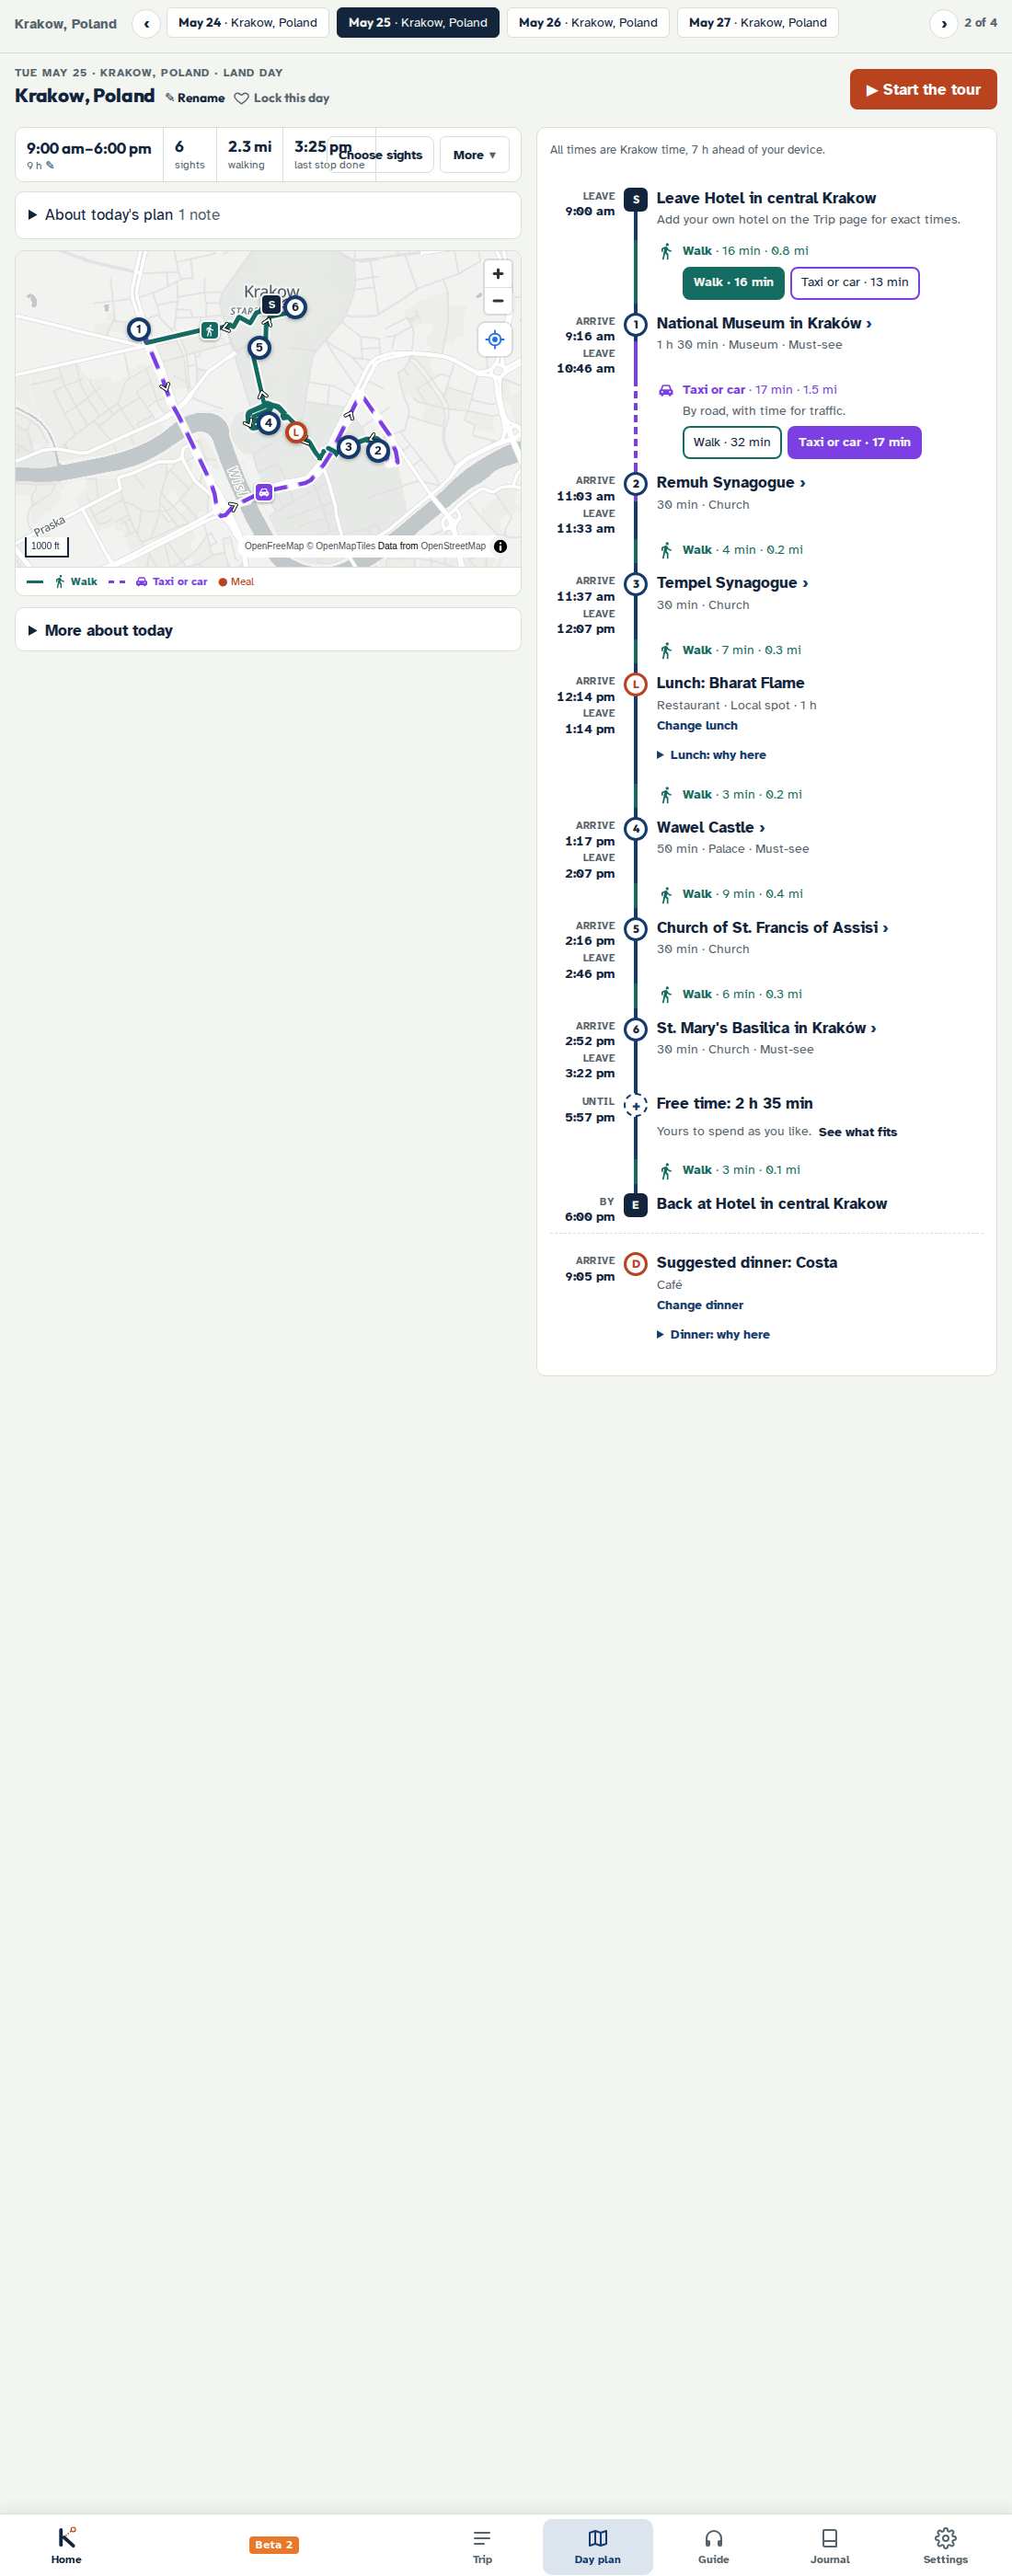 Krakow, Poland
‹
May 24 · Krakow, Poland
May 25 · Krakow, Poland
May 26 · Krakow, Poland
May 27 · Krakow, Poland
›
2 of 4
TUE MAY 25 · KRAKOW, POLAND · LAND DAY
Krakow, Poland ✎ Rename Lock this day
▶ Start the tour
9:00 am–6:00 pm
9 h ✎
6
sights
2.3 mi
walking
3:25 pm
last stop done
Choose sights
More ▾
▶ About today's plan 1 note
Krakow
STARE
S
6
1
5
4
L
3
2
Wisła
Praska
+
−
1000 ft
OpenFreeMap © OpenMapTiles Data from OpenStreetMap
Walk Taxi or car Meal
▶ More about today
All times are Krakow time, 7 h ahead of your device.
LEAVE
9:00 am
S
Leave Hotel in central Krakow
Add your own hotel on the Trip page for exact times.
Walk · 16 min · 0.8 mi
Walk · 16 min
Taxi or car · 13 min
ARRIVE
9:16 am
LEAVE
10:46 am
1
National Museum in Kraków ›
1 h 30 min · Museum · Must-see
Taxi or car · 17 min · 1.5 mi
By road, with time for traffic.
Walk · 32 min
Taxi or car · 17 min
ARRIVE
11:03 am
LEAVE
11:33 am
2
Remuh Synagogue ›
30 min · Church
Walk · 4 min · 0.2 mi
ARRIVE
11:37 am
LEAVE
12:07 pm
3
Tempel Synagogue ›
30 min · Church
Walk · 7 min · 0.3 mi
ARRIVE
12:14 pm
LEAVE
1:14 pm
L
Lunch: Bharat Flame
Restaurant · Local spot · 1 h
Change lunch
▶ Lunch: why here
Walk · 3 min · 0.2 mi
ARRIVE
1:17 pm
LEAVE
2:07 pm
4
Wawel Castle ›
50 min · Palace · Must-see
Walk · 9 min · 0.4 mi
ARRIVE
2:16 pm
LEAVE
2:46 pm
5
Church of St. Francis of Assisi ›
30 min · Church
Walk · 6 min · 0.3 mi
ARRIVE
2:52 pm
LEAVE
3:22 pm
6
St. Mary's Basilica in Kraków ›
30 min · Church · Must-see
UNTIL
5:57 pm
+
Free time: 2 h 35 min
Yours to spend as you like. See what fits
Walk · 3 min · 0.1 mi
BY
6:00 pm
E
Back at Hotel in central Krakow
ARRIVE
9:05 pm
D
Suggested dinner: Costa
Café
Change dinner
▶ Dinner: why here
Home
Beta 2
Trip
Day plan
Guide
Journal
Settings